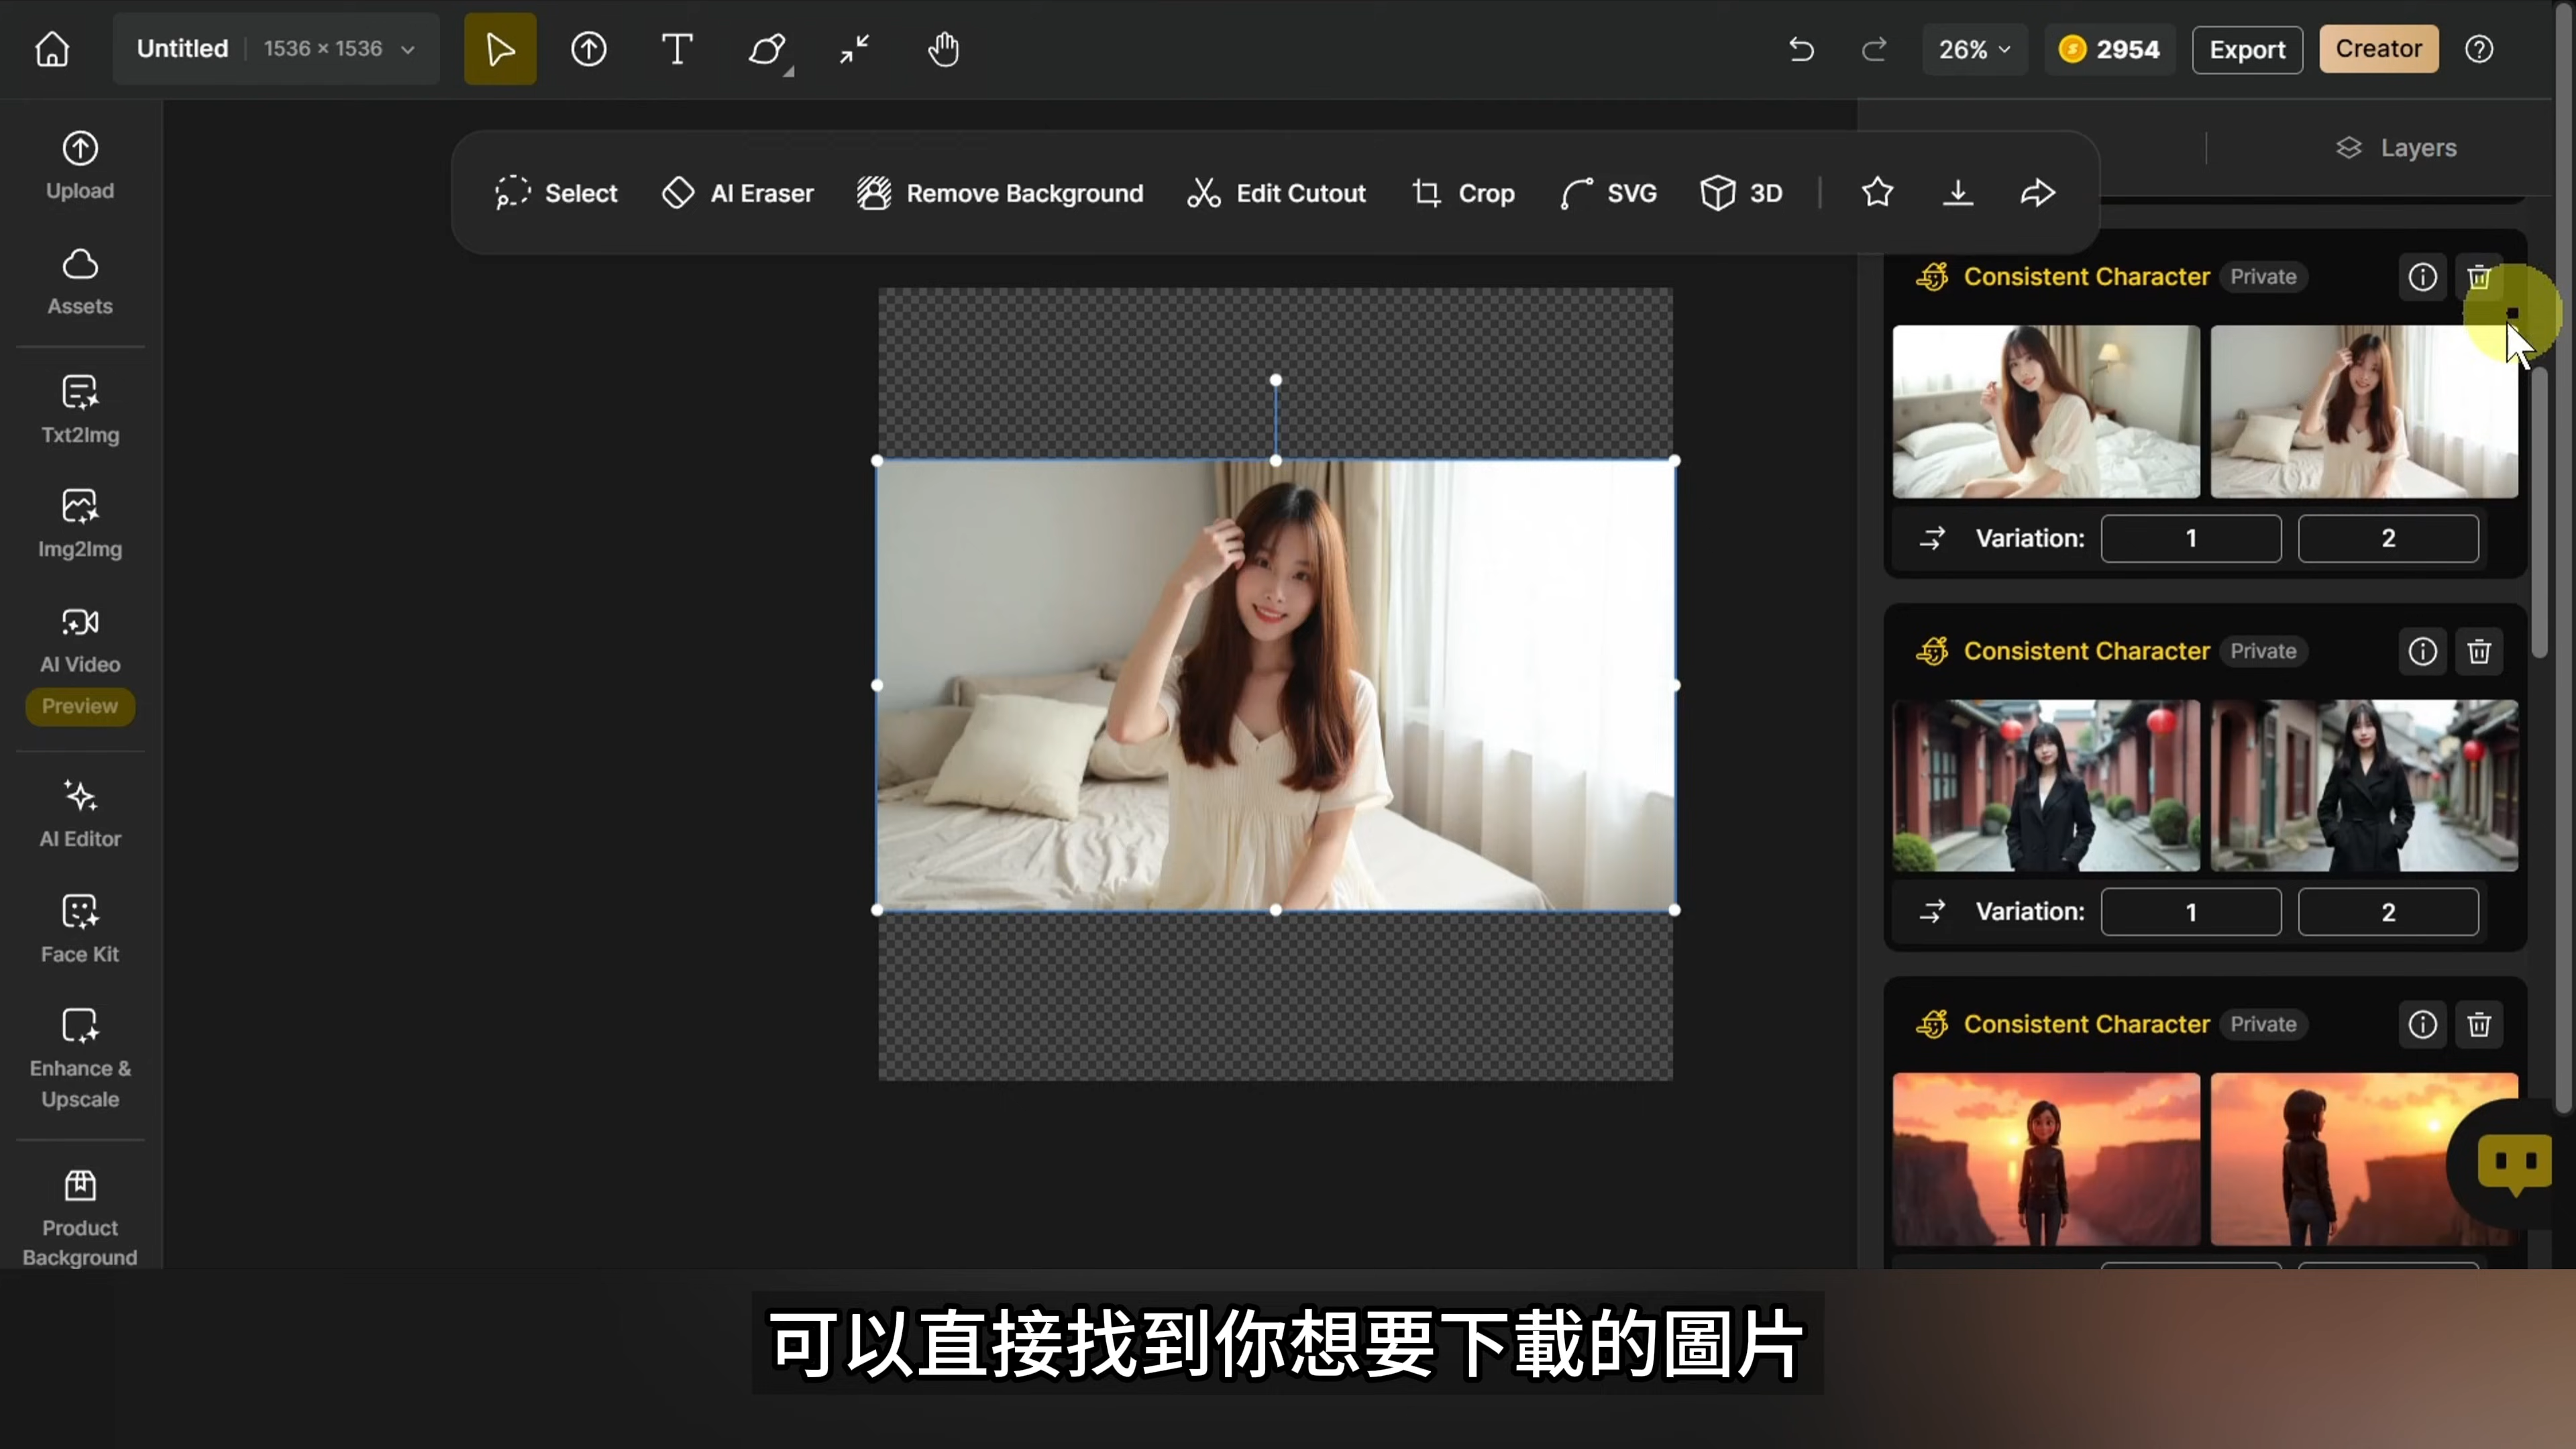 Untitled 1536 × 1536
26% 2954 Export Creator
Upload
Assets
Txt2Img
Img2Img
AI Video
Preview
AI Editor
Face Kit
Enhance &
Upscale
Product
Background
Select AI Eraser Remove Background Edit Cutout Crop SVG 3D
Layers
Consistent Character Private
Variation: 1 2
Consistent Character Private
Variation: 1 2
Consistent Character Private
可以直接找到你想要下載的圖片